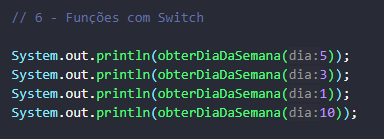 // 6 - Funções com Switch
System.out.println(obterDiaDaSemana(dia:5));
System.out.println(obterDiaDaSemana(dia:3));
System.out.println(obterDiaDaSemana(dia:1));
System.out.println(obterDiaDaSemana(dia:10));